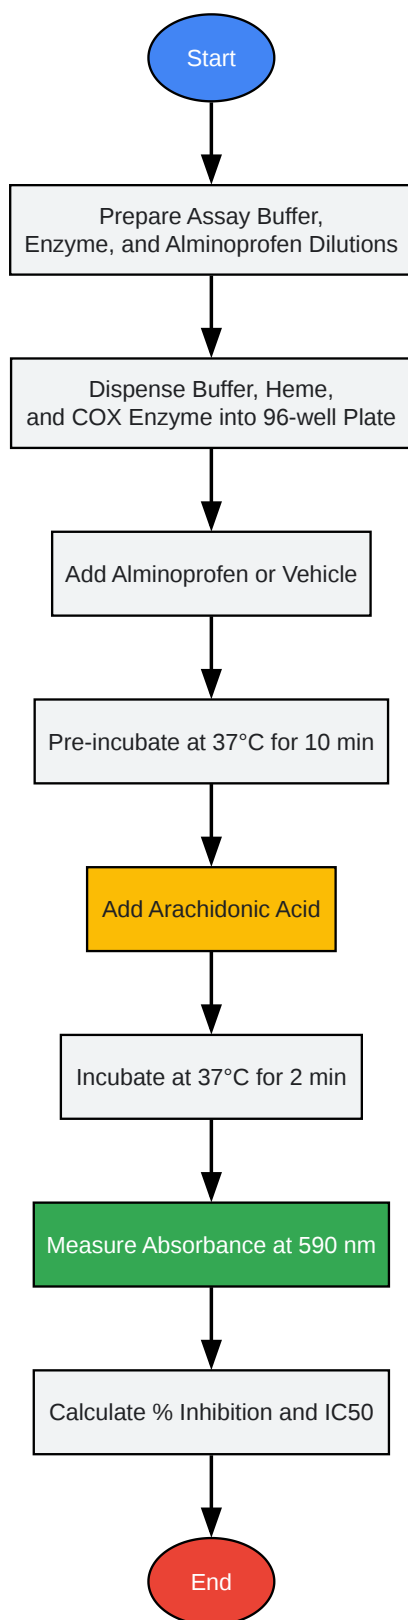 Start
Prepare Assay Buffer,
Enzyme, and Alminoprofen Dilutions
Dispense Buffer, Heme,
and COX Enzyme into 96-well Plate
Add Alminoprofen or Vehicle
Pre-incubate at 37°C for 10 min
Add Arachidonic Acid
Incubate at 37°C for 2 min
Measure Absorbance at 590 nm
Calculate % Inhibition and IC50
End